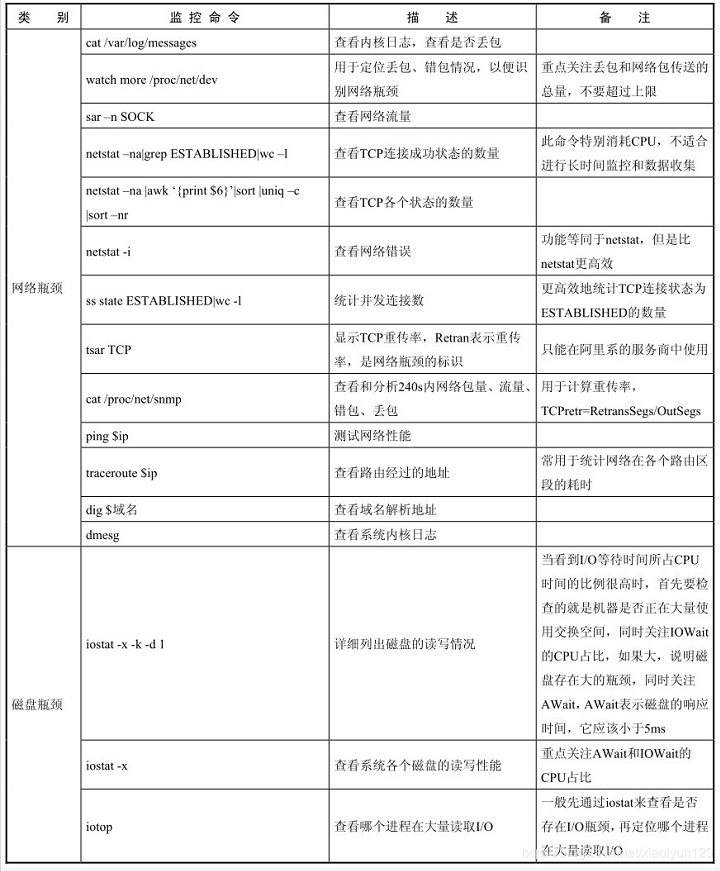 类 别 监 控 命 令 描 述 备 注
网络瓶颈
cat /var/log/messages 查看内核日志，查看是否丢包
watch more /proc/net/dev
用于定位丢包、错包情况，以便识
别网络瓶颈
重点关注丢包和网络包传送的
总量，不要超过上限
sar –n SOCK 查看网络流量
netstat –na|grep ESTABLISHED|wc –l 查看TCP连接成功状态的数量
此命令特别消耗CPU，不适合
进行长时间监控和数据收集
netstat –na |awk ‘{print $6}’|sort |uniq –c
|sort –nr
查看TCP各个状态的数量
netstat -i 查看网络错误
功能等同于netstat，但是比
netstat更高效
ss state ESTABLISHED|wc -l 统计并发连接数
更高效地统计TCP连接状态为
ESTABLISHED的数量
tsar TCP
显示TCP重传率，Retran表示重传
率，是网络瓶颈的标识
只能在阿里系的服务商中使用
cat /proc/net/snmp
查看和分析240s内网络包量、流量、
错包、丢包
用于计算重传率，
TCPretr=RetransSegs/OutSegs
ping $ip 测试网络性能
traceroute $ip 查看路由经过的地址
常用于统计网络在各个路由区
段的耗时
dig $域名 查看域名解析地址
dmesg 查看系统内核日志
磁盘瓶颈
iostat -x -k -d 1 详细列出磁盘的读写情况
当看到I/O等待时间所占CPU
时间的比例很高时，首先要检
查的就是机器是否正在大量使
用交换空间，同时关注IOWait
的CPU占比，如果大，说明磁
盘存在大的瓶颈，同时关注
AWait，AWait表示磁盘的响应
时间，它应该小于5ms
iostat -x 查看系统各个磁盘的读写性能
重点关注AWait和IOWait的
CPU占比
iotop 查看哪个进程在大量读取I/O
一般先通过iostat来查看是否
存在I/O瓶颈，再定位哪个进程
在大量读取I/O